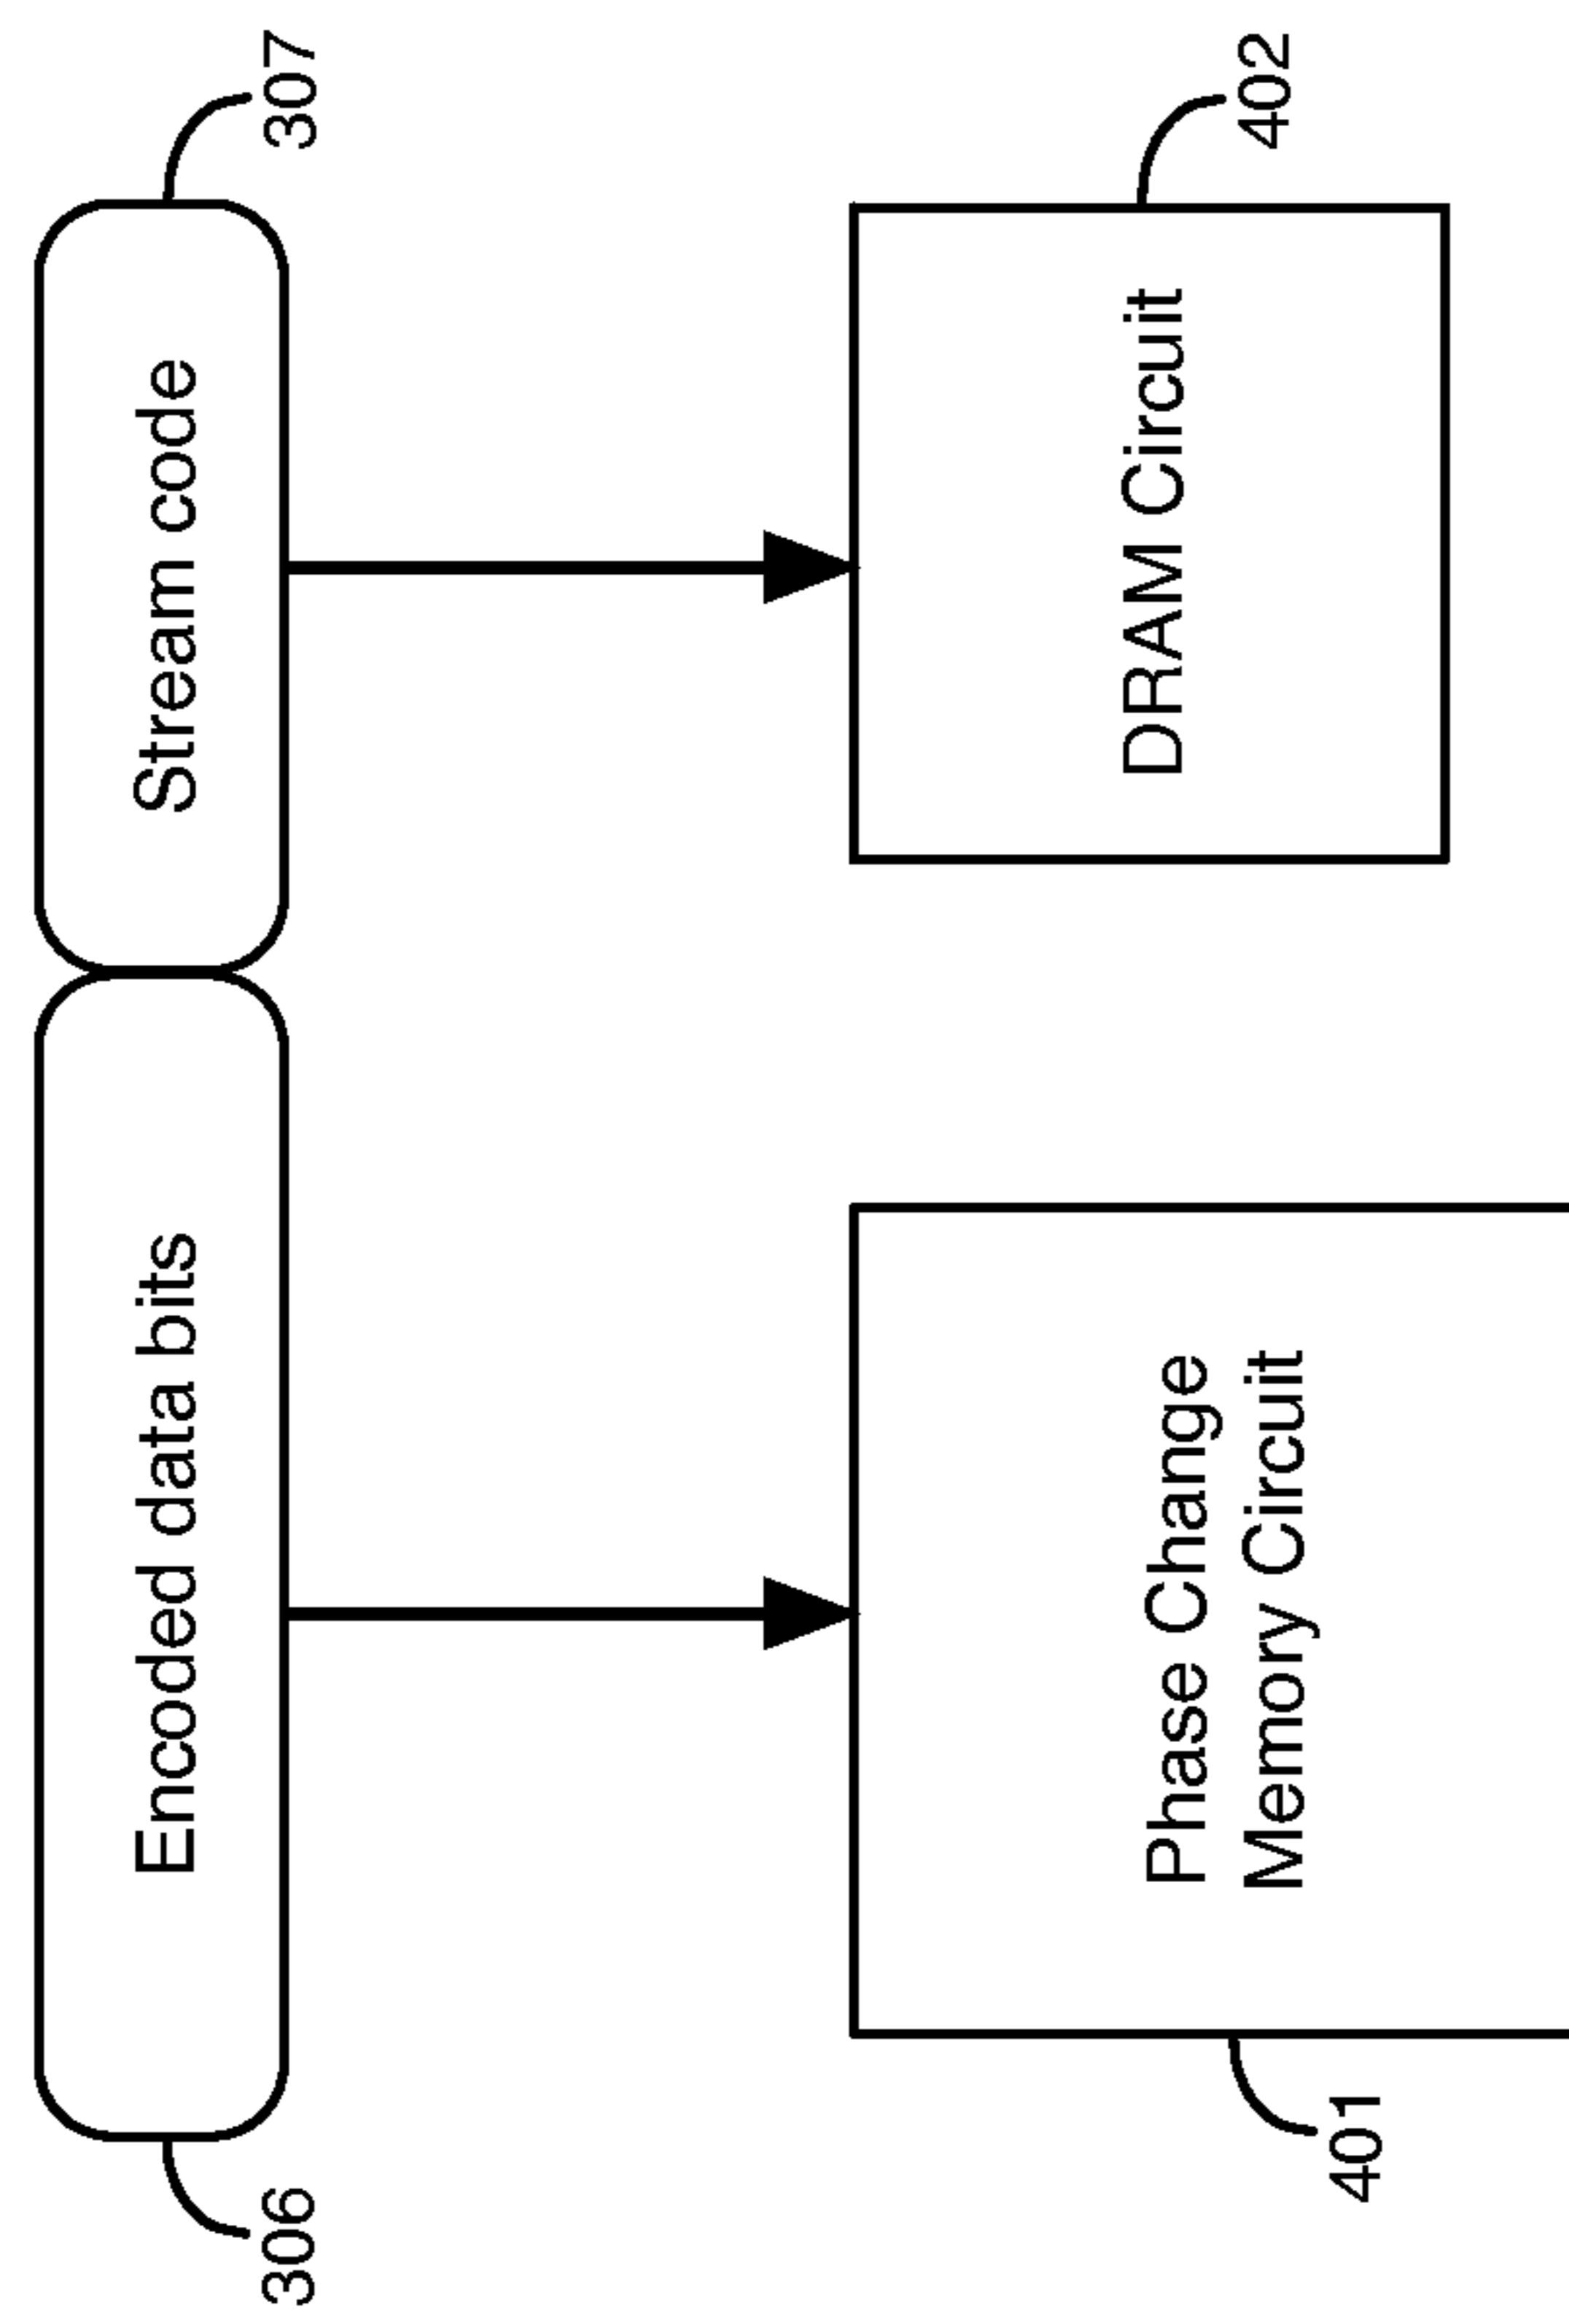 306
Encoded data bits
Stream code
307
Phase Change
Memory Circuit
401
DRAM Circuit
402